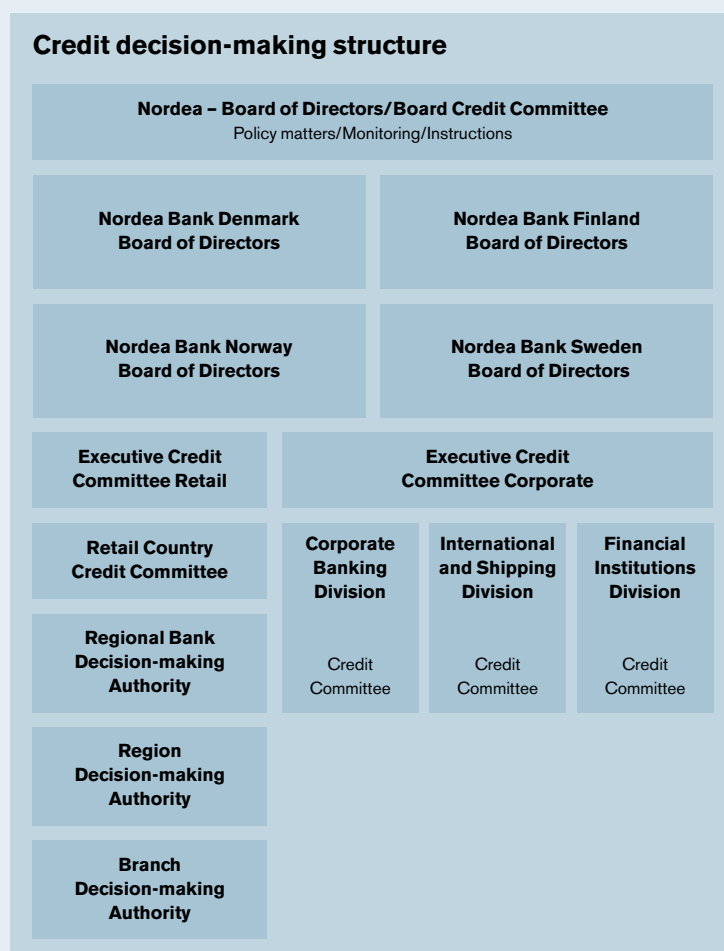 Credit decision-making structure
Nordea – Board of Directors/Board Credit Committee
Policy matters/Monitoring/Instructions
Nordea Bank Denmark
Board of Directors
Nordea Bank Finland
Board of Directors
Nordea Bank Norway
Board of Directors
Nordea Bank Sweden
Board of Directors
Executive Credit
Committee Retail
Executive Credit
Committee Corporate
Retail Country
Credit Committee
Corporate
Banking
Division
Credit
Committee
International
and Shipping
Division
Credit
Committee
Financial
Institutions
Division
Credit
Committee
Regional Bank
Decision-making
Authority
Region
Decision-making
Authority
Branch
Decision-making
Authority